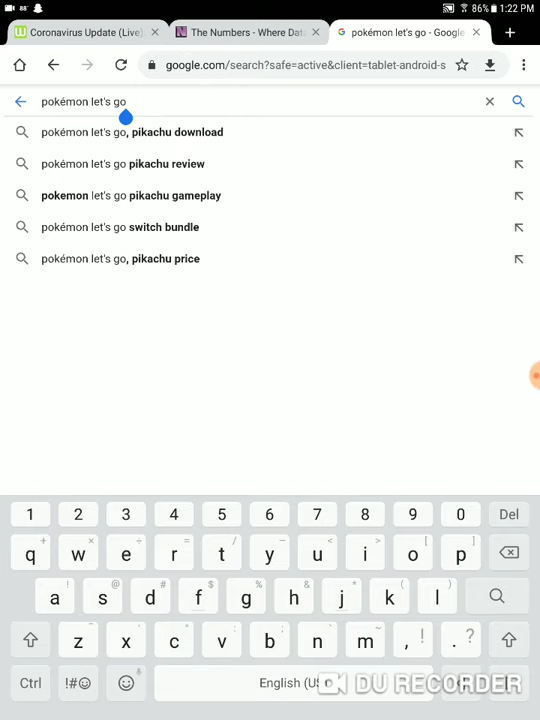 88° 86% 1:22 PM
Coronavirus Update (Live) The Numbers - Where Dat pokémon let's go - Google
google.com/search?safe=active&client=tablet-android-s
pokémon let's go
pokémon let's go, pikachu download
pokémon let's go pikachu review
pokemon let's go pikachu gameplay
pokémon let's go switch bundle
pokémon let's go, pikachu price
1 2 3 4 5 6 7 8 9 0 Del
+ × ÷ = / _ < > [ ]
q w e r t y u i o p
! @ # $ % ^ & * ( )
a s d f g h j k l
- ' " : ; , ~ ! ?
z x c v b n m , .
Ctrl !#☺ English (US)
DU RECORDER